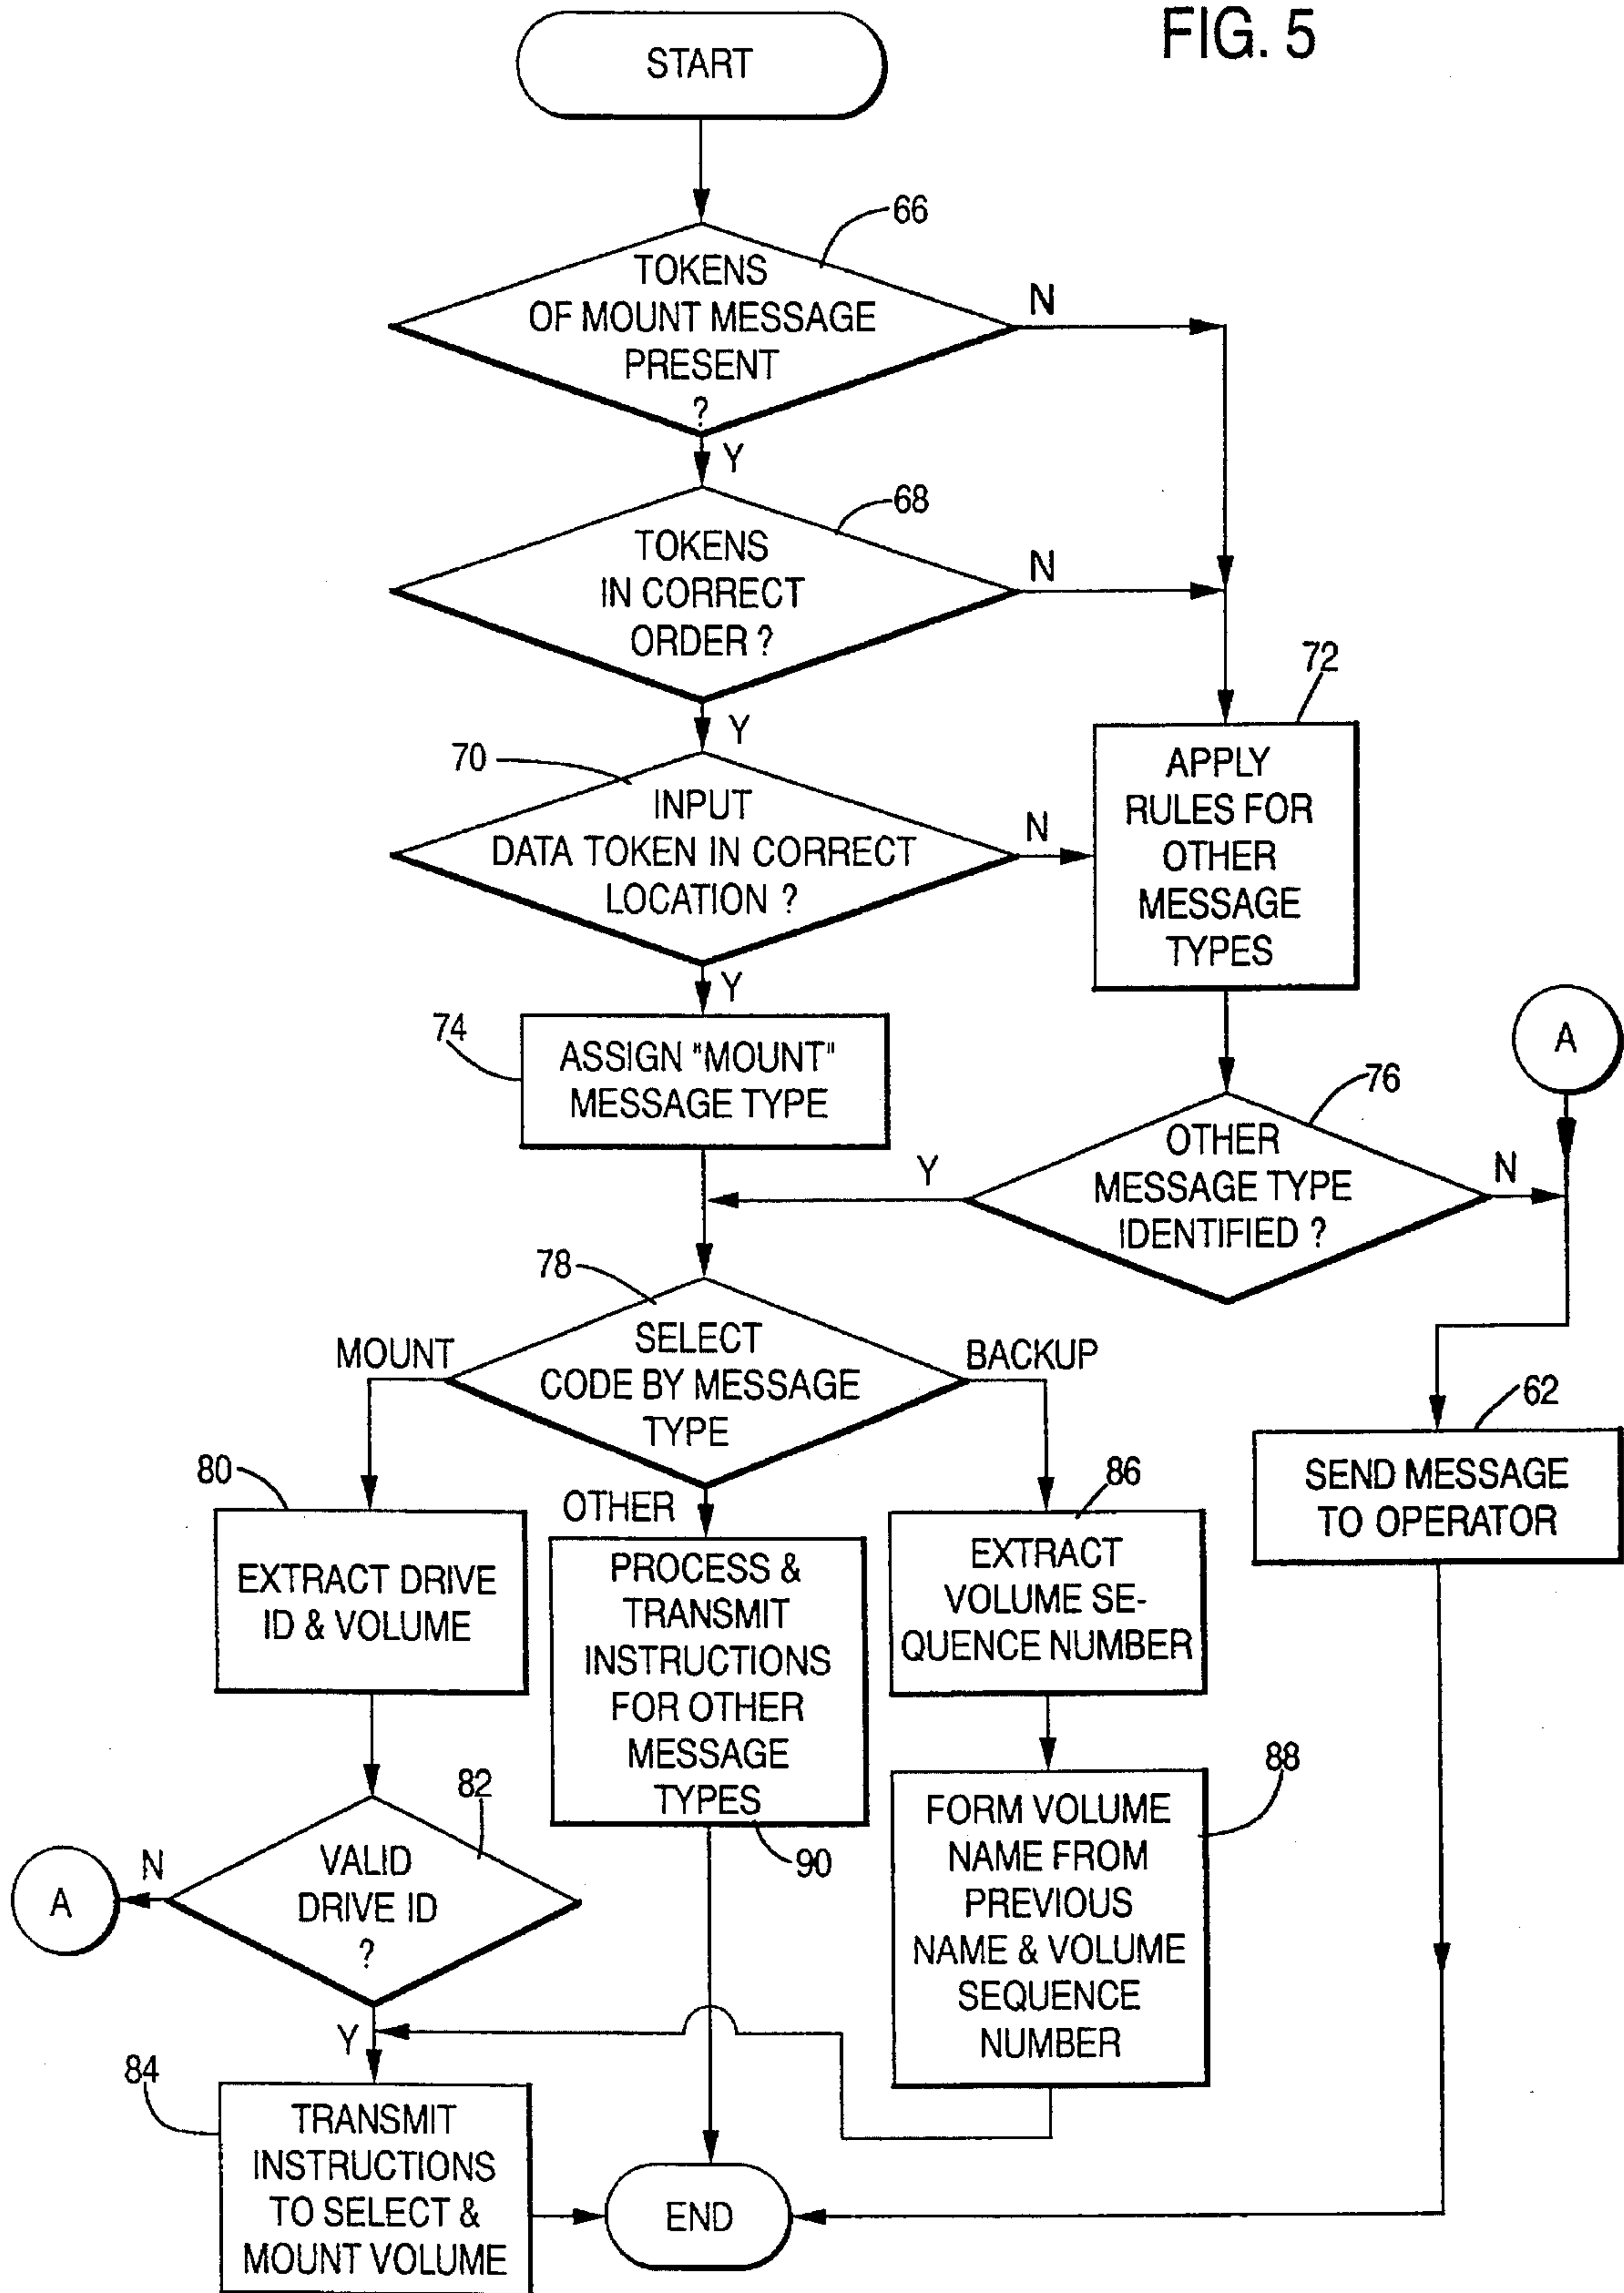 FIG. 5
START
66
TOKENS
OF MOUNT MESSAGE
PRESENT
?
N
Y
68
TOKENS
IN CORRECT
ORDER ?
N
Y
72
70
INPUT
DATA TOKEN IN CORRECT
LOCATION ?
N
Y
APPLY
RULES FOR
OTHER
MESSAGE
TYPES
74
ASSIGN "MOUNT"
MESSAGE TYPE
A
76
OTHER
MESSAGE TYPE
IDENTIFIED ?
Y
N
78
SELECT
CODE BY MESSAGE
TYPE
MOUNT
BACKUP
OTHER
62
SEND MESSAGE
TO OPERATOR
80
EXTRACT DRIVE
ID & VOLUME
PROCESS &
TRANSMIT
INSTRUCTIONS
FOR OTHER
MESSAGE
TYPES
90
86
EXTRACT
VOLUME SE-
QUENCE NUMBER
88
FORM VOLUME
NAME FROM
PREVIOUS
NAME & VOLUME
SEQUENCE
NUMBER
82
VALID
DRIVE ID
?
N
A
Y
84
TRANSMIT
INSTRUCTIONS
TO SELECT &
MOUNT VOLUME
END